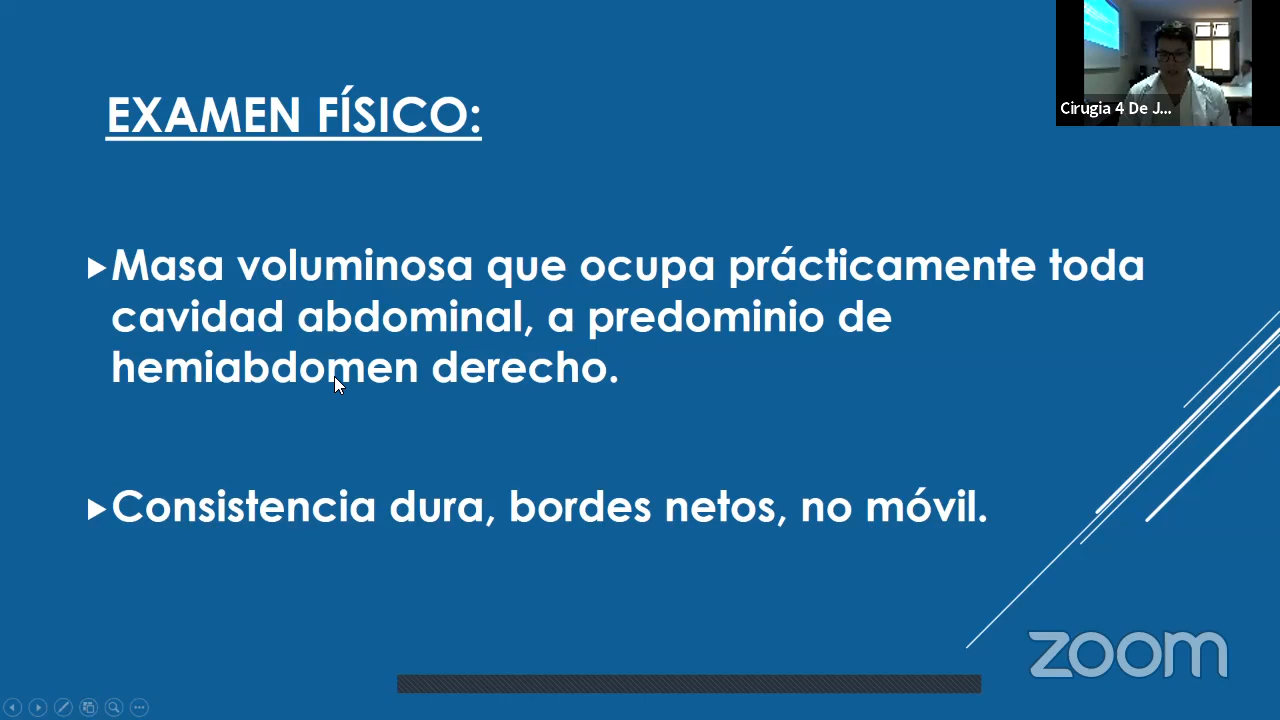 EXAMEN FÍSICO:
Cirugia 4 De J...
Masa voluminosa que ocupa prácticamente toda
cavidad abdominal, a predominio de
hemiabdomen derecho.
Consistencia dura, bordes netos, no móvil.
zoom